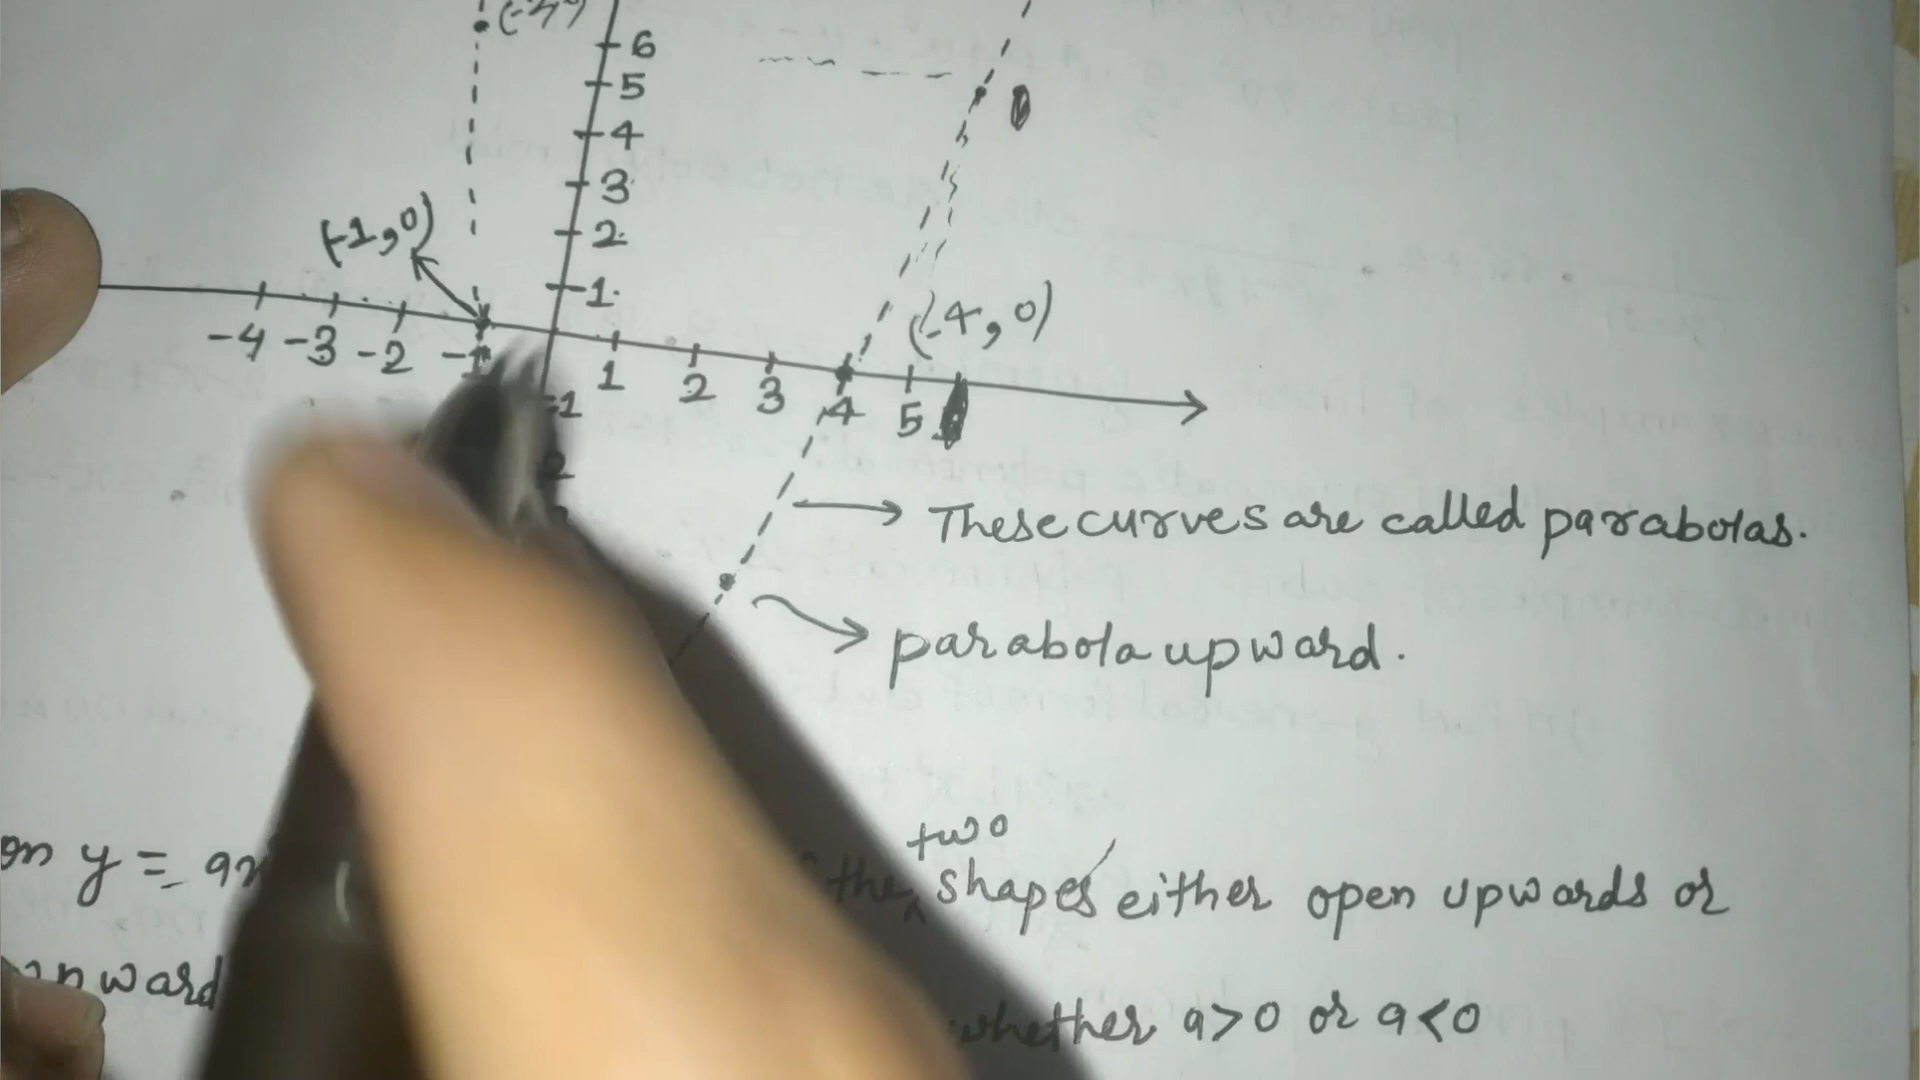 6
5
4
3
2
1
(-1,0)
(-4,0)
-4 -3 -2 -1 1 2 3 4 5
-1
These curves are called parabolas.
parabola upward.
y = ax
two
the shapes either open upwards or
whether a>0 or a<0